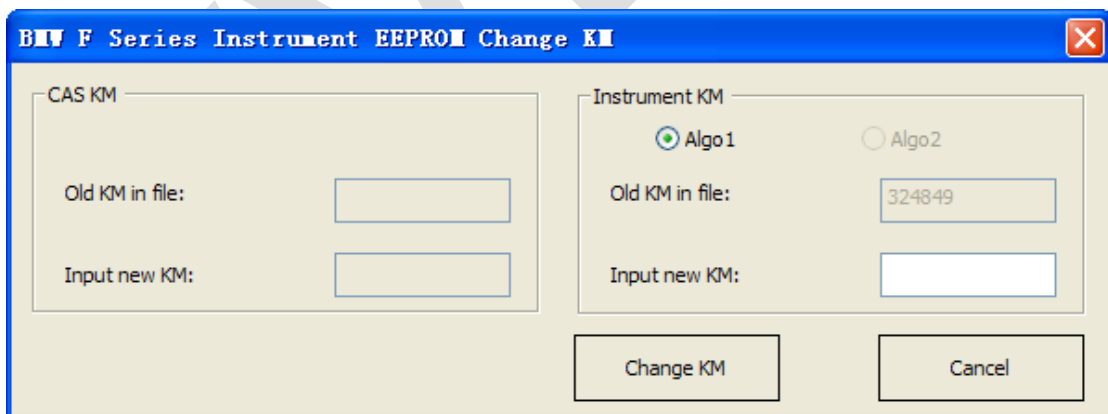 BMW F Series Instrument EEPROM Change KM
CAS KM
Old KM in file:
Input new KM:
Instrument KM
Algo1
Algo2
Old KM in file:
324849
Input new KM:
Change KM
Cancel